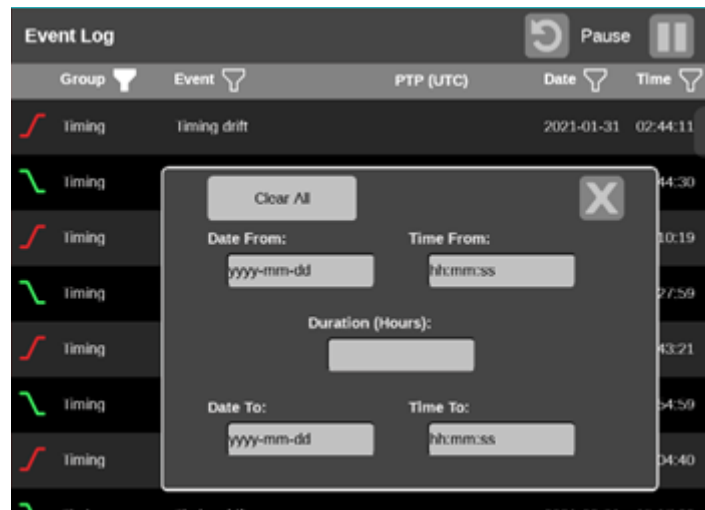 Event Log Pause
Group Event PTP (UTC) Date Time
Timing Timing drift 2021-01-31 02:44:11
Timing 44:30
Clear All X
Timing 10:19
Date From: Time From:
yyyy-mm-dd hh:mm:ss
Timing 27:59
Duration (Hours):
Timing 43:21
Timing 54:59
Date To: Time To:
yyyy-mm-dd hh:mm:ss
Timing 04:40